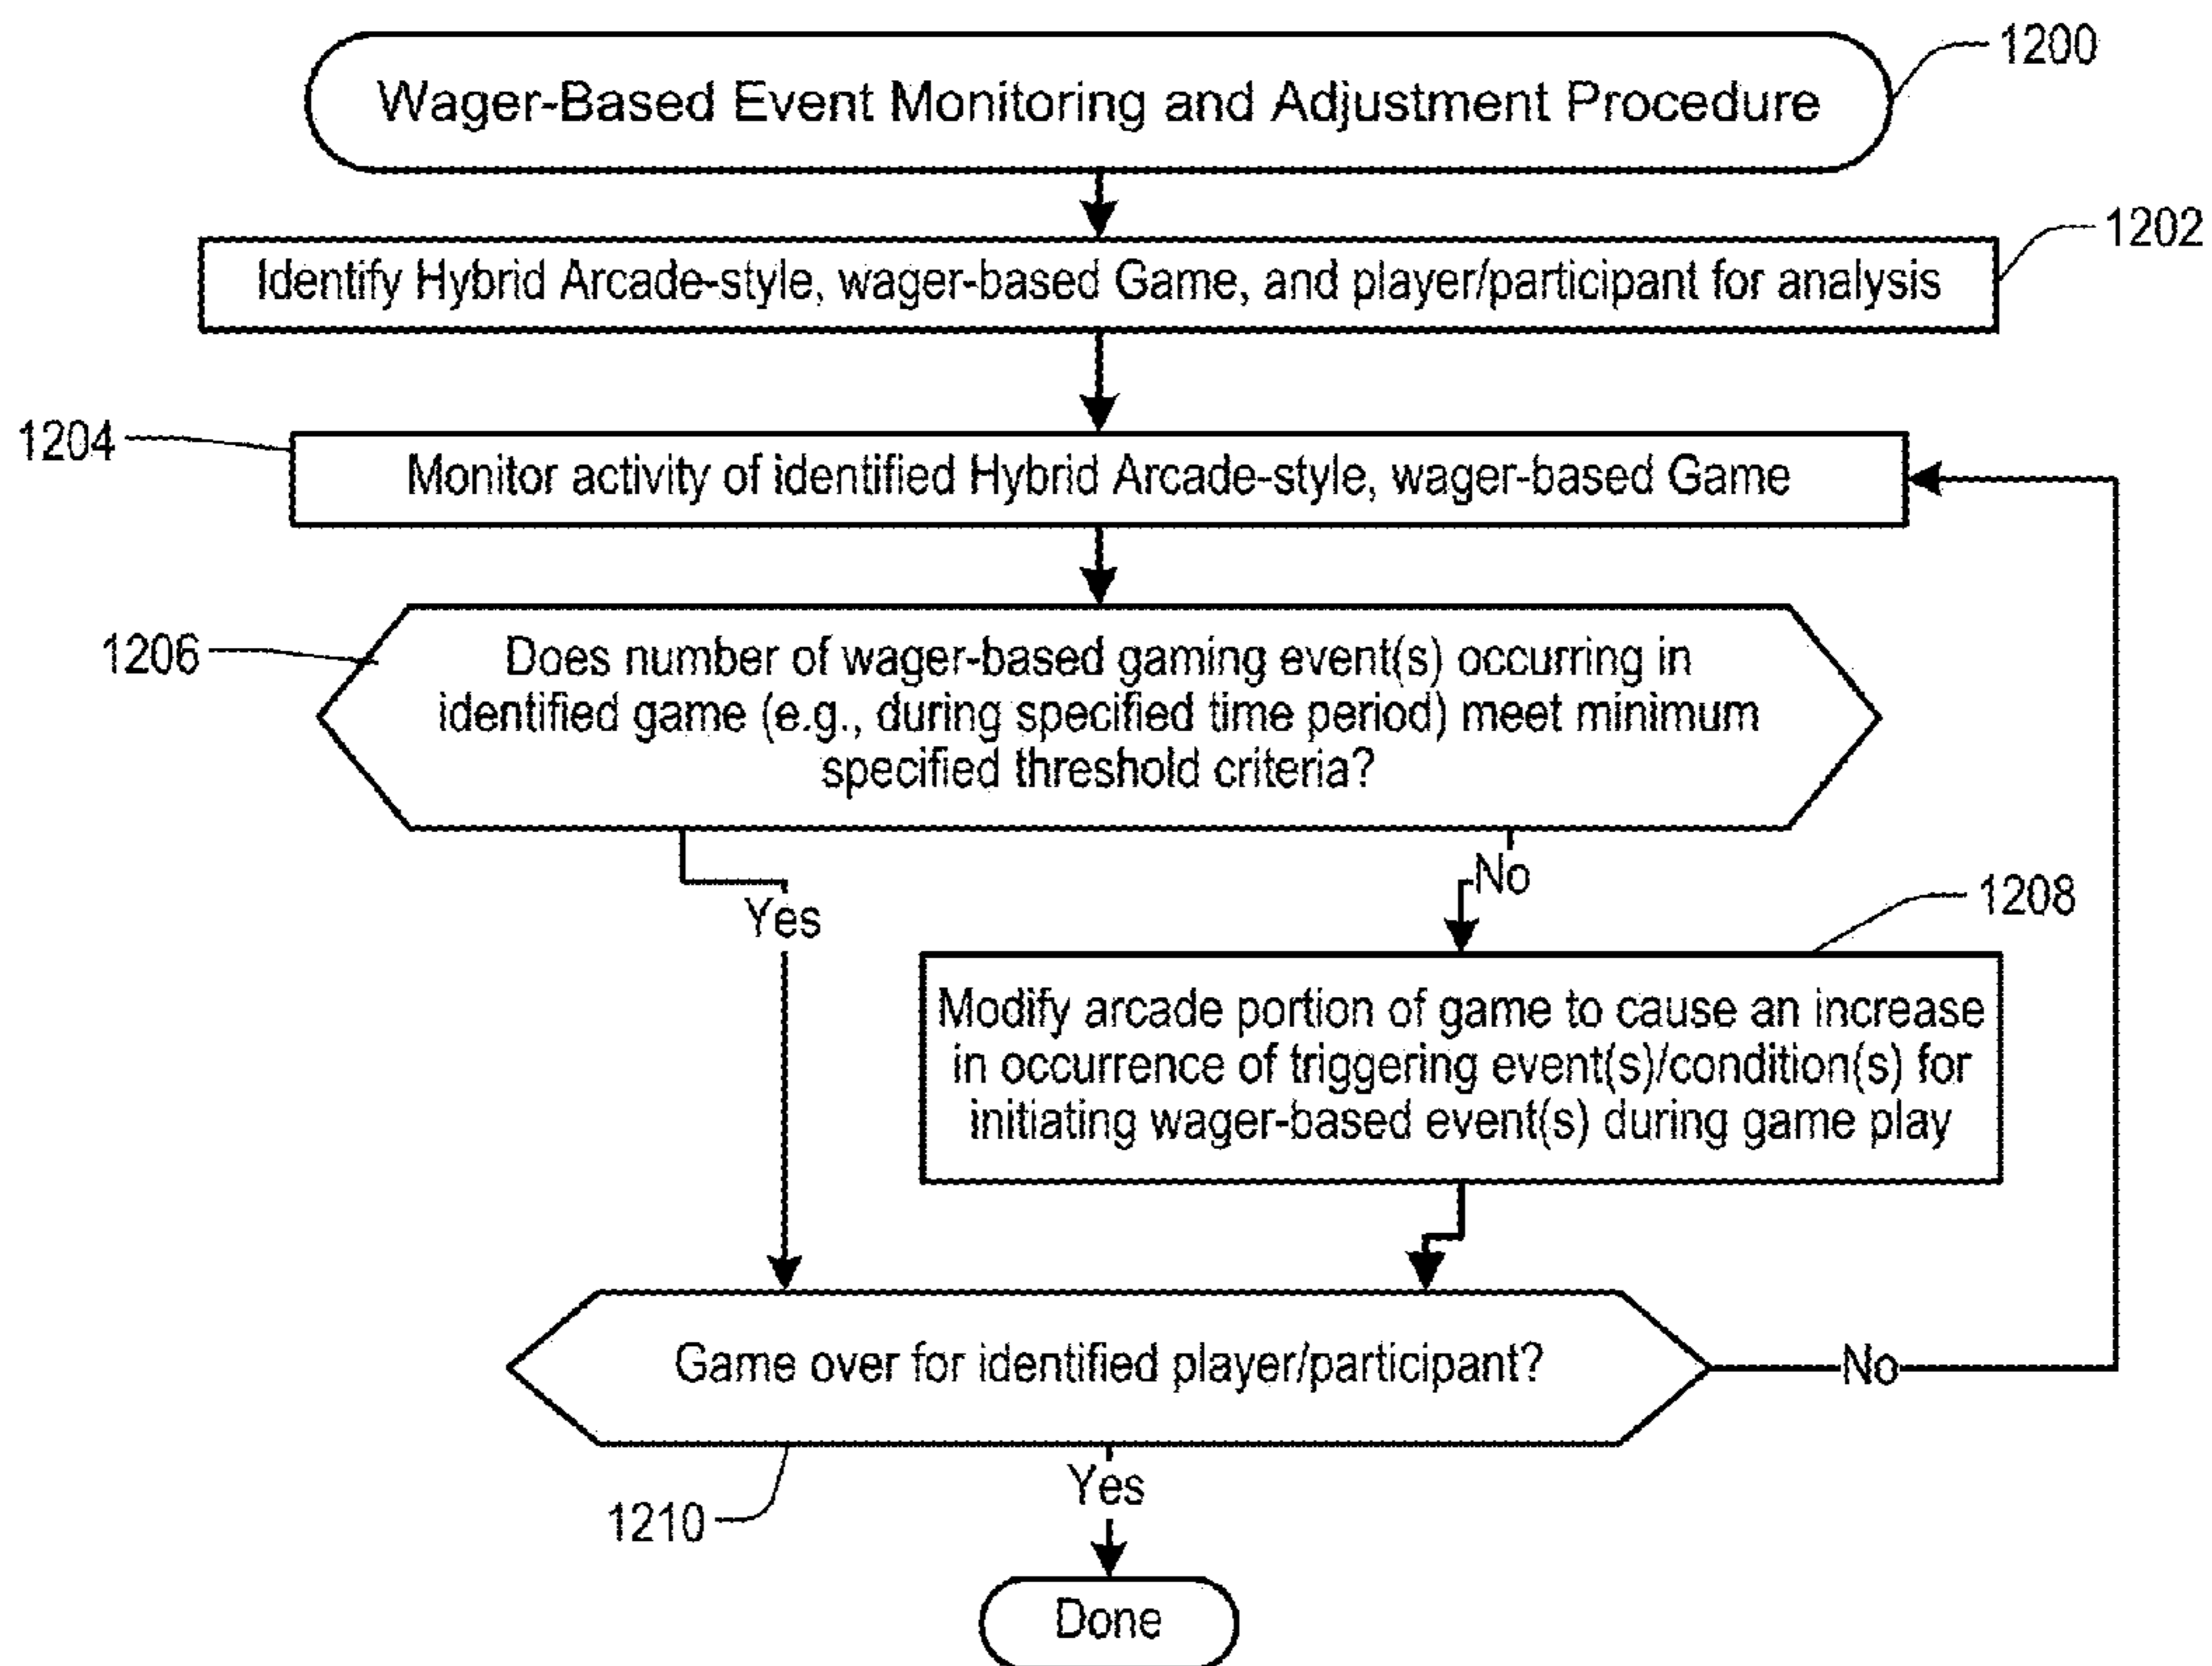 1200
Wager-Based Event Monitoring and Adjustment Procedure
1202
Identify Hybrid Arcade-style, wager-based Game, and player/participant for analysis
1204
Monitor activity of identified Hybrid Arcade-style, wager-based Game
1206
Does number of wager-based gaming event(s) occurring in
identified game (e.g., during specified time period) meet minimum
specified threshold criteria?
Yes
No
1208
Modify arcade portion of game to cause an increase
in occurrence of triggering event(s)/condition(s) for
initiating wager-based event(s) during game play
Game over for identified player/participant?
No
1210
Yes
Done